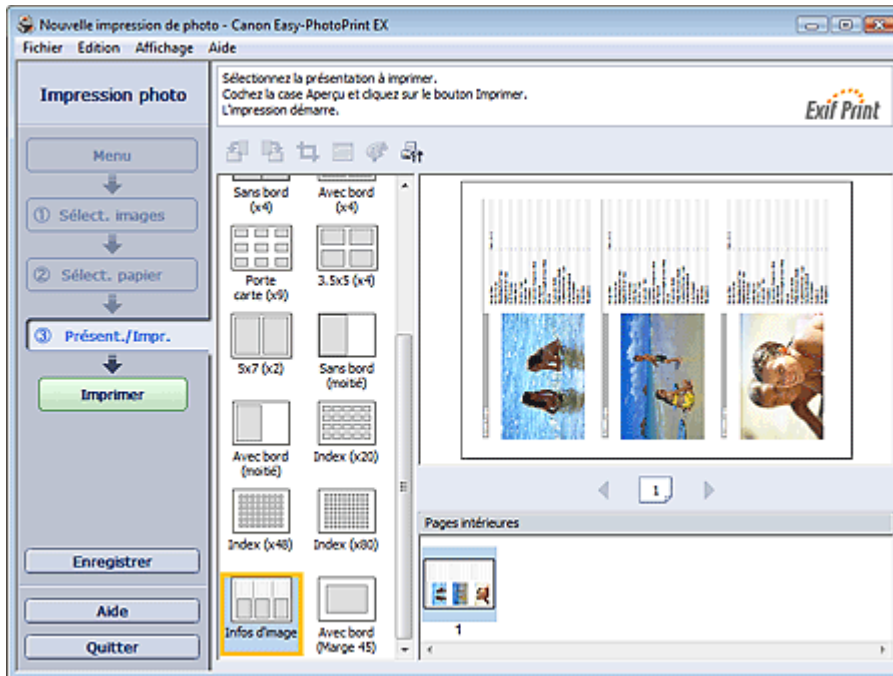 Nouvelle impression de photo - Canon Easy-PhotoPrint EX
Fichier Edition Affichage Aide
Impression photo
Sélectionnez la présentation à imprimer.
Cochez la case Aperçu et cliquez sur le bouton Imprimer.
L'impression démarre.
Exif Print
Menu
① Sélect. images
② Sélect. papier
③ Présent./Impr.
Imprimer
Enregistrer
Aide
Quitter
Sans bord
(x4)
Avec bord
(x4)
Porte
carte (x9)
3.5x5 (x4)
5x7 (x2)
Sans bord
(moitié)
Avec bord
(moitié)
Index (x20)
Index (x48)
Index (x80)
Infos d'image
Avec bord
(Marge 45)
1
Pages intérieures
1